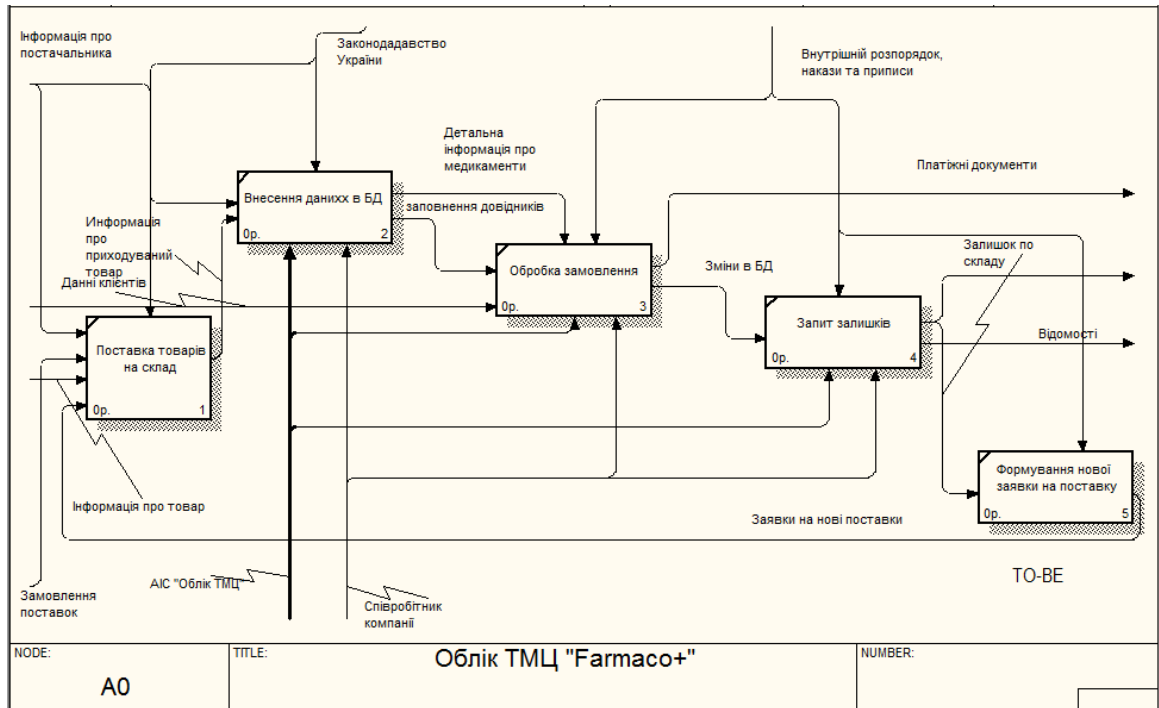 Інформація про
постачальника
Законодадавство
України
Внутрішній розпорядок,
накази та приписи
Детальна
інформація про
медикаменти
Платіжні документи
Внесення даниxx в БД
0р.
2
заповнення довідників
Информація
про
приходуваний
товар
Залишок по
складу
Обробка замовлення
0р.
3
Зміни в БД
Данні клієнтів
Запит залишків
0р.
4
Відомості
Поставка товарів
на склад
0р.
1
Формування нової
заявки на поставку
0р.
5
Інформація про товар
Заявки на нові поставки
АІС "Облік ТМЦ"
Замовлення
поставок
Співробітник
компанії
TO-BE
NODE:
A0
TITLE:
Облік ТМЦ "Farmaco+"
NUMBER: